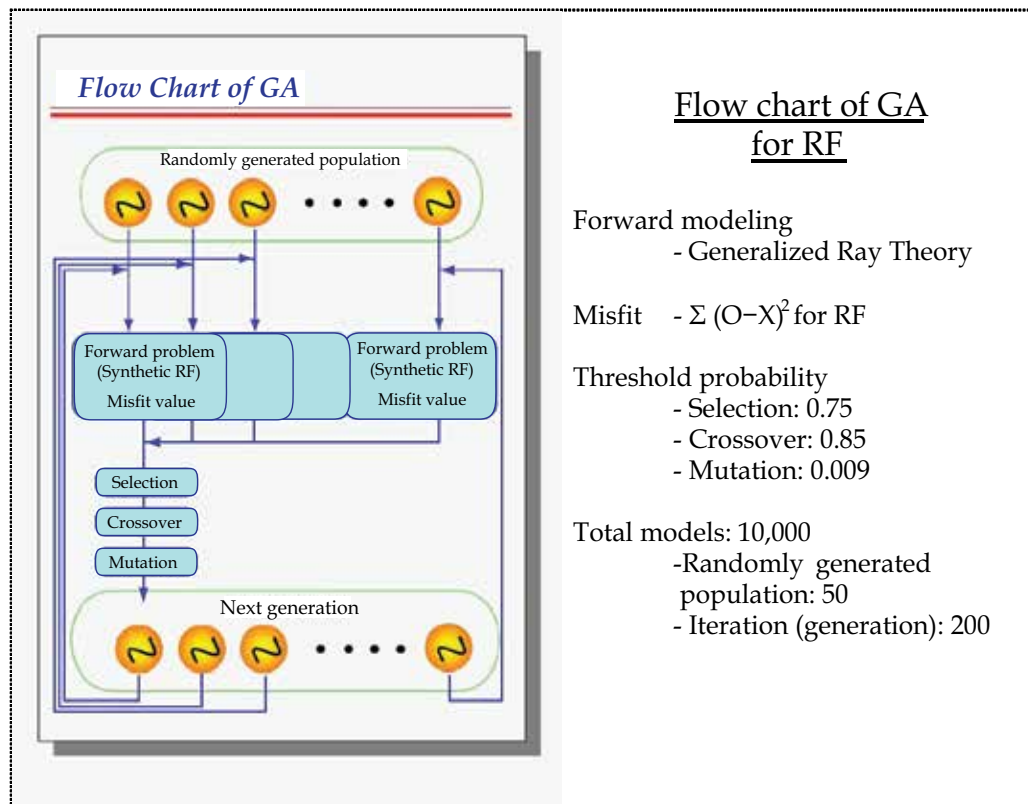 Flow Chart of GA
Randomly generated population
Forward problem
(Synthetic RF)
Misfit value
Forward problem
(Synthetic RF)
Misfit value
Selection
Crossover
Mutation
Next generation
Flow chart of GA
for RF
Forward modeling
- Generalized Ray Theory
Misfit - Σ (O−X)² for RF
Threshold probability
- Selection: 0.75
- Crossover: 0.85
- Mutation: 0.009
Total models: 10,000
-Randomly generated
population: 50
- Iteration (generation): 200